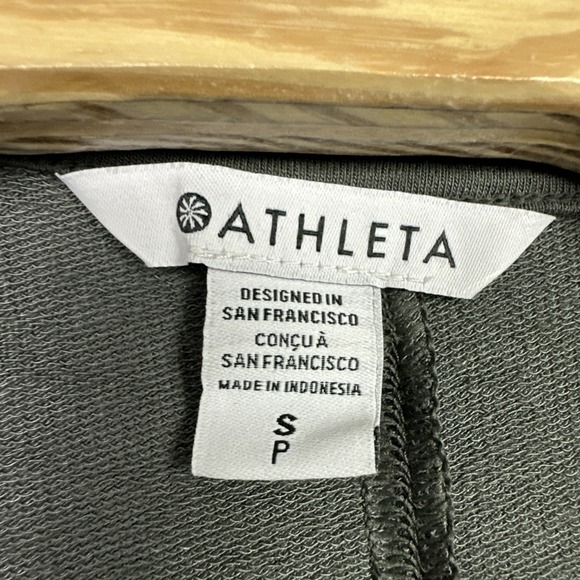 ATHLETA
DESIGNED IN
SAN FRANCISCO
CONÇU À
SAN FRANCISCO
MADE IN INDONESIA
S
P